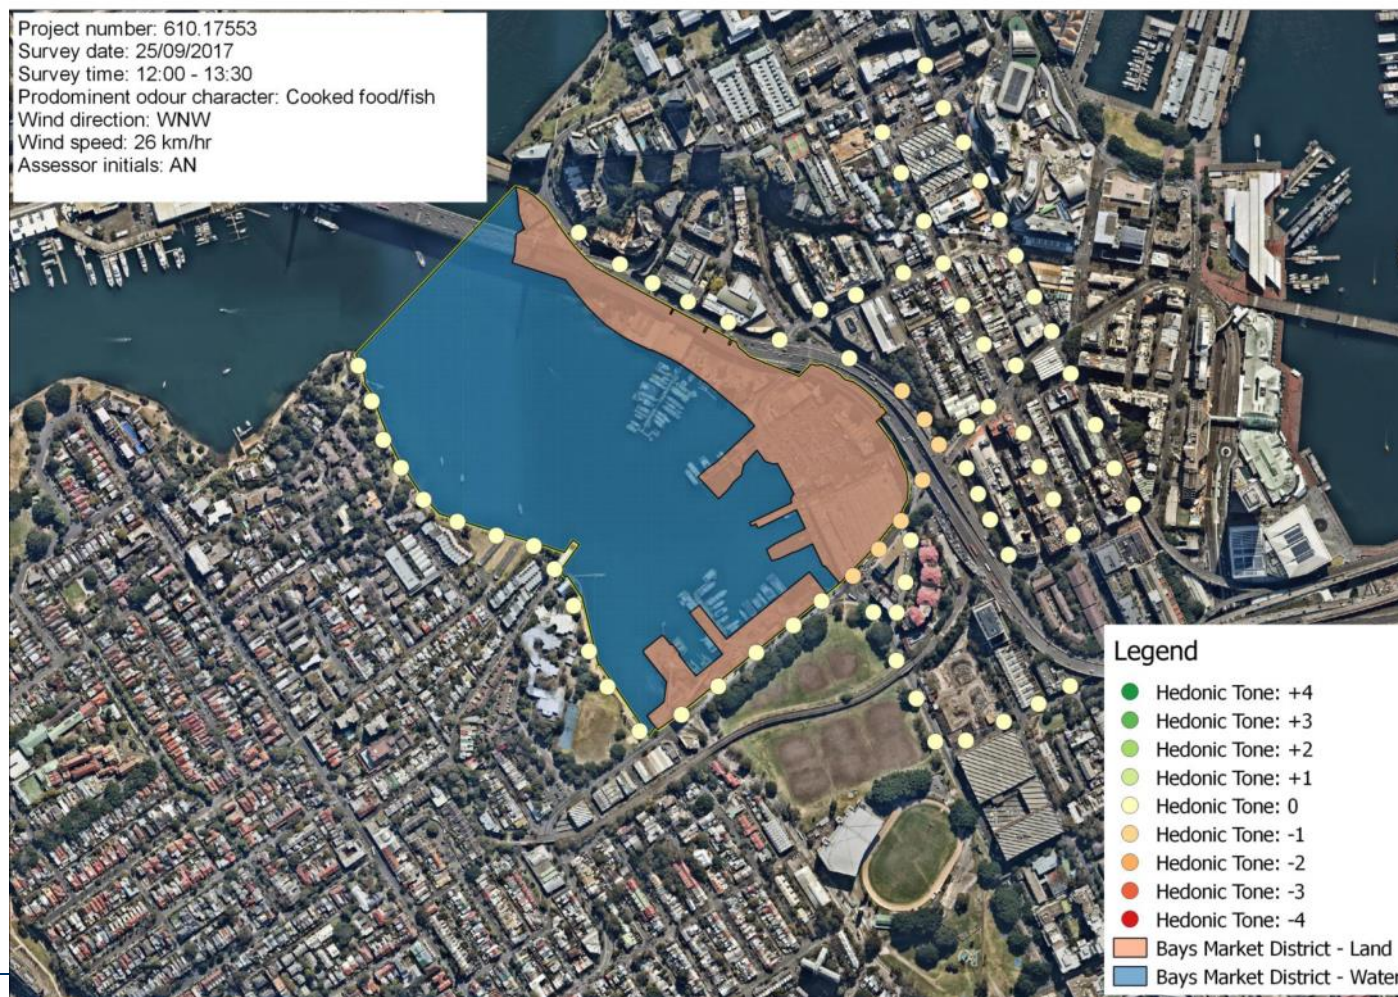 Project number: 610.17553
Survey date: 25/09/2017
Survey time: 12:00 - 13:30
Prodominent odour character: Cooked food/fish
Wind direction: WNW
Wind speed: 26 km/hr
Assessor initials: AN
Legend
Hedonic Tone: +4
Hedonic Tone: +3
Hedonic Tone: +2
Hedonic Tone: +1
Hedonic Tone: 0
Hedonic Tone: -1
Hedonic Tone: -2
Hedonic Tone: -3
Hedonic Tone: -4
Bays Market District - Land
Bays Market District - Water